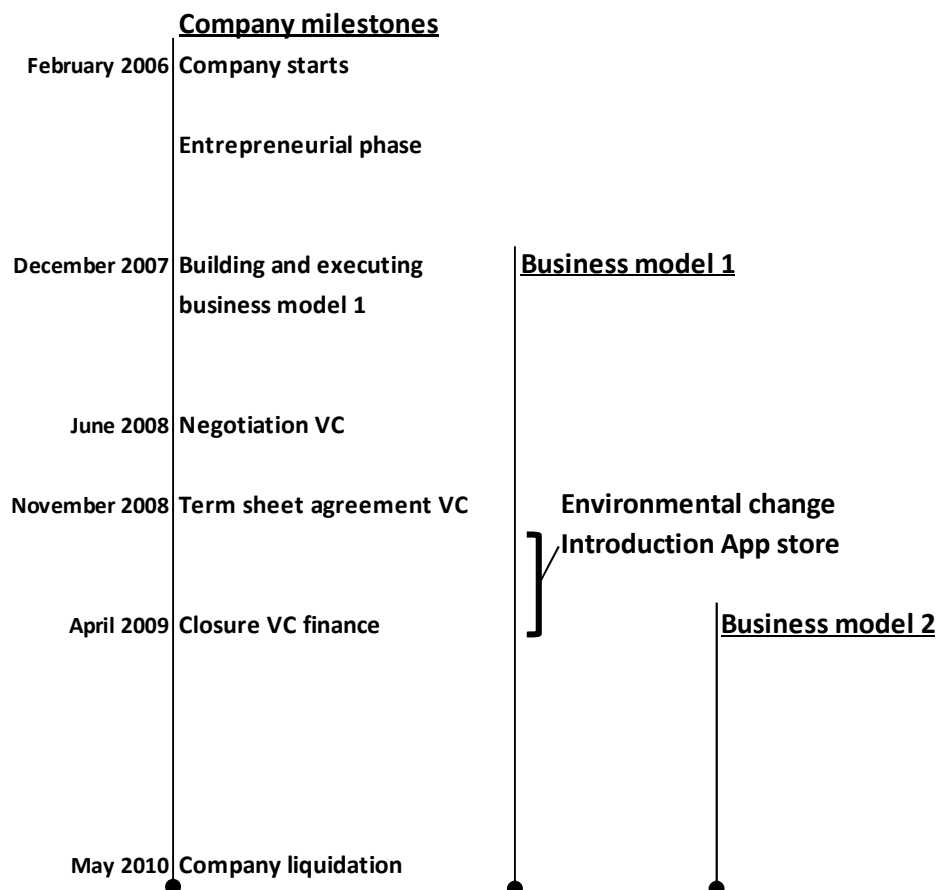 Company milestones
February 2006 Company starts
Entrepreneurial phase
December 2007 Building and executing Business model 1
business model 1
June 2008 Negotiation VC
November 2008 Term sheet agreement VC Environmental change
Introduction App store
April 2009 Closure VC finance Business model 2
May 2010 Company liquidation